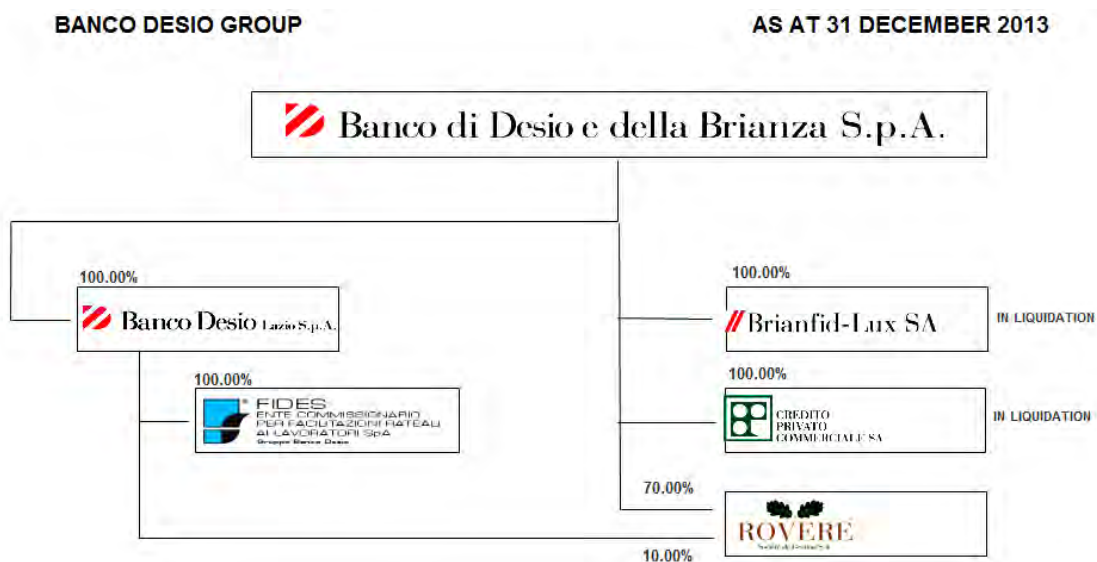 BANCO DESIO GROUP
AS AT 31 DECEMBER 2013
Banco di Desio e della Brianza S.p.A.
100.00%
Banco Desio Lazio S.p.A.
100.00%
FIDES
ENTE COMMISSIONARIO
PER FACILITAZIONI RATEALI
AI LAVORATORI SpA
Gruppo Banco Desio
100.00%
Brianfid-Lux SA
IN LIQUIDATION
100.00%
CREDITO
PRIVATO
COMMERCIALE SA
IN LIQUIDATION
70.00%
ROVERE
10.00%